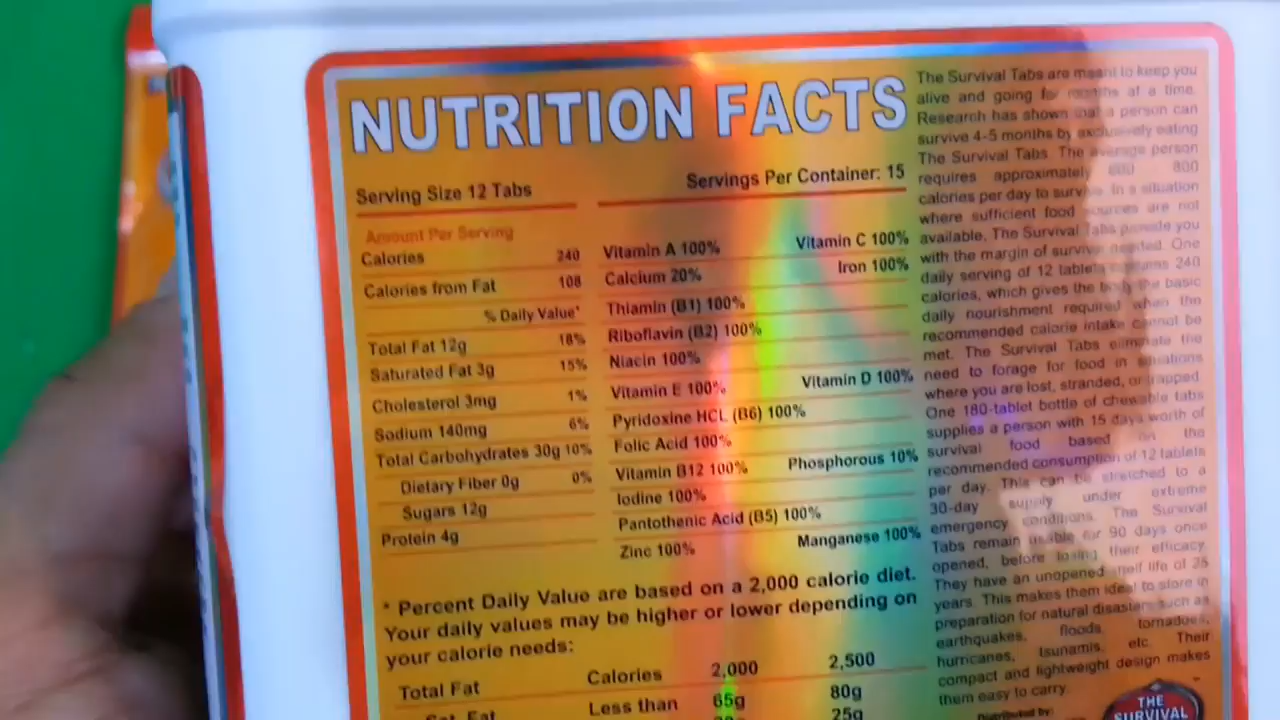 NUTRITION FACTS
Serving Size 12 Tabs
Servings Per Container: 15
Amount Per Serving
Calories 240
Calories from Fat 108
% Daily Value*
Total Fat 12g 18%
Saturated Fat 3g 15%
Cholesterol 3mg 1%
Sodium 140mg 6%
Total Carbohydrates 30g 10%
Dietary Fiber 0g 0%
Sugars 12g
Protein 4g
Vitamin A 100% Vitamin C 100%
Calcium 20% Iron 100%
Thiamin (B1) 100%
Riboflavin (B2) 100%
Niacin 100%
Vitamin E 100% Vitamin D 100%
Pyridoxine HCL (B6) 100%
Folic Acid 100%
Vitamin B12 100% Phosphorous 10%
Iodine 100%
Pantothenic Acid (B5) 100%
Zinc 100% Manganese 100%
* Percent Daily Value are based on a 2,000 calorie diet.
Your daily values may be higher or lower depending on
your calorie needs:
Calories 2,000 2,500
Total Fat Less than 65g 80g
Sat. Fat 25g
The Survival Tabs are meant to keep you
alive and going for months at a time.
Research has shown that a person can
survive 4-5 months by exclusively eating
The Survival Tabs. The average person
requires approximately 600 800
calories per day to survive. In a situation
where sufficient food sources are not
available, The Survival Tabs provide you
with the margin of survival needed. One
daily serving of 12 tablets contains 240
calories, which gives the body the basic
daily nourishment required when the
recommended calorie intake cannot be
met. The Survival Tabs eliminate the
need to forage for food in situations
where you are lost, stranded, or trapped.
One 180-tablet bottle of chewable tabs
supplies a person with 15 days worth of
survival food based on the
recommended consumption of 12 tablets
per day. This can be stretched to a
30-day supply under extreme
emergency conditions. The Survival
Tabs remain usable for 90 days once
opened, before losing their efficacy.
They have an unopened shelf life of 25
years. This makes them ideal to store in
preparation for natural disasters such as
earthquakes, floods, tornadoes,
hurricanes, tsunamis, etc. Their
compact and lightweight design makes
them easy to carry.
Distributed by:
THE
SURVIVAL